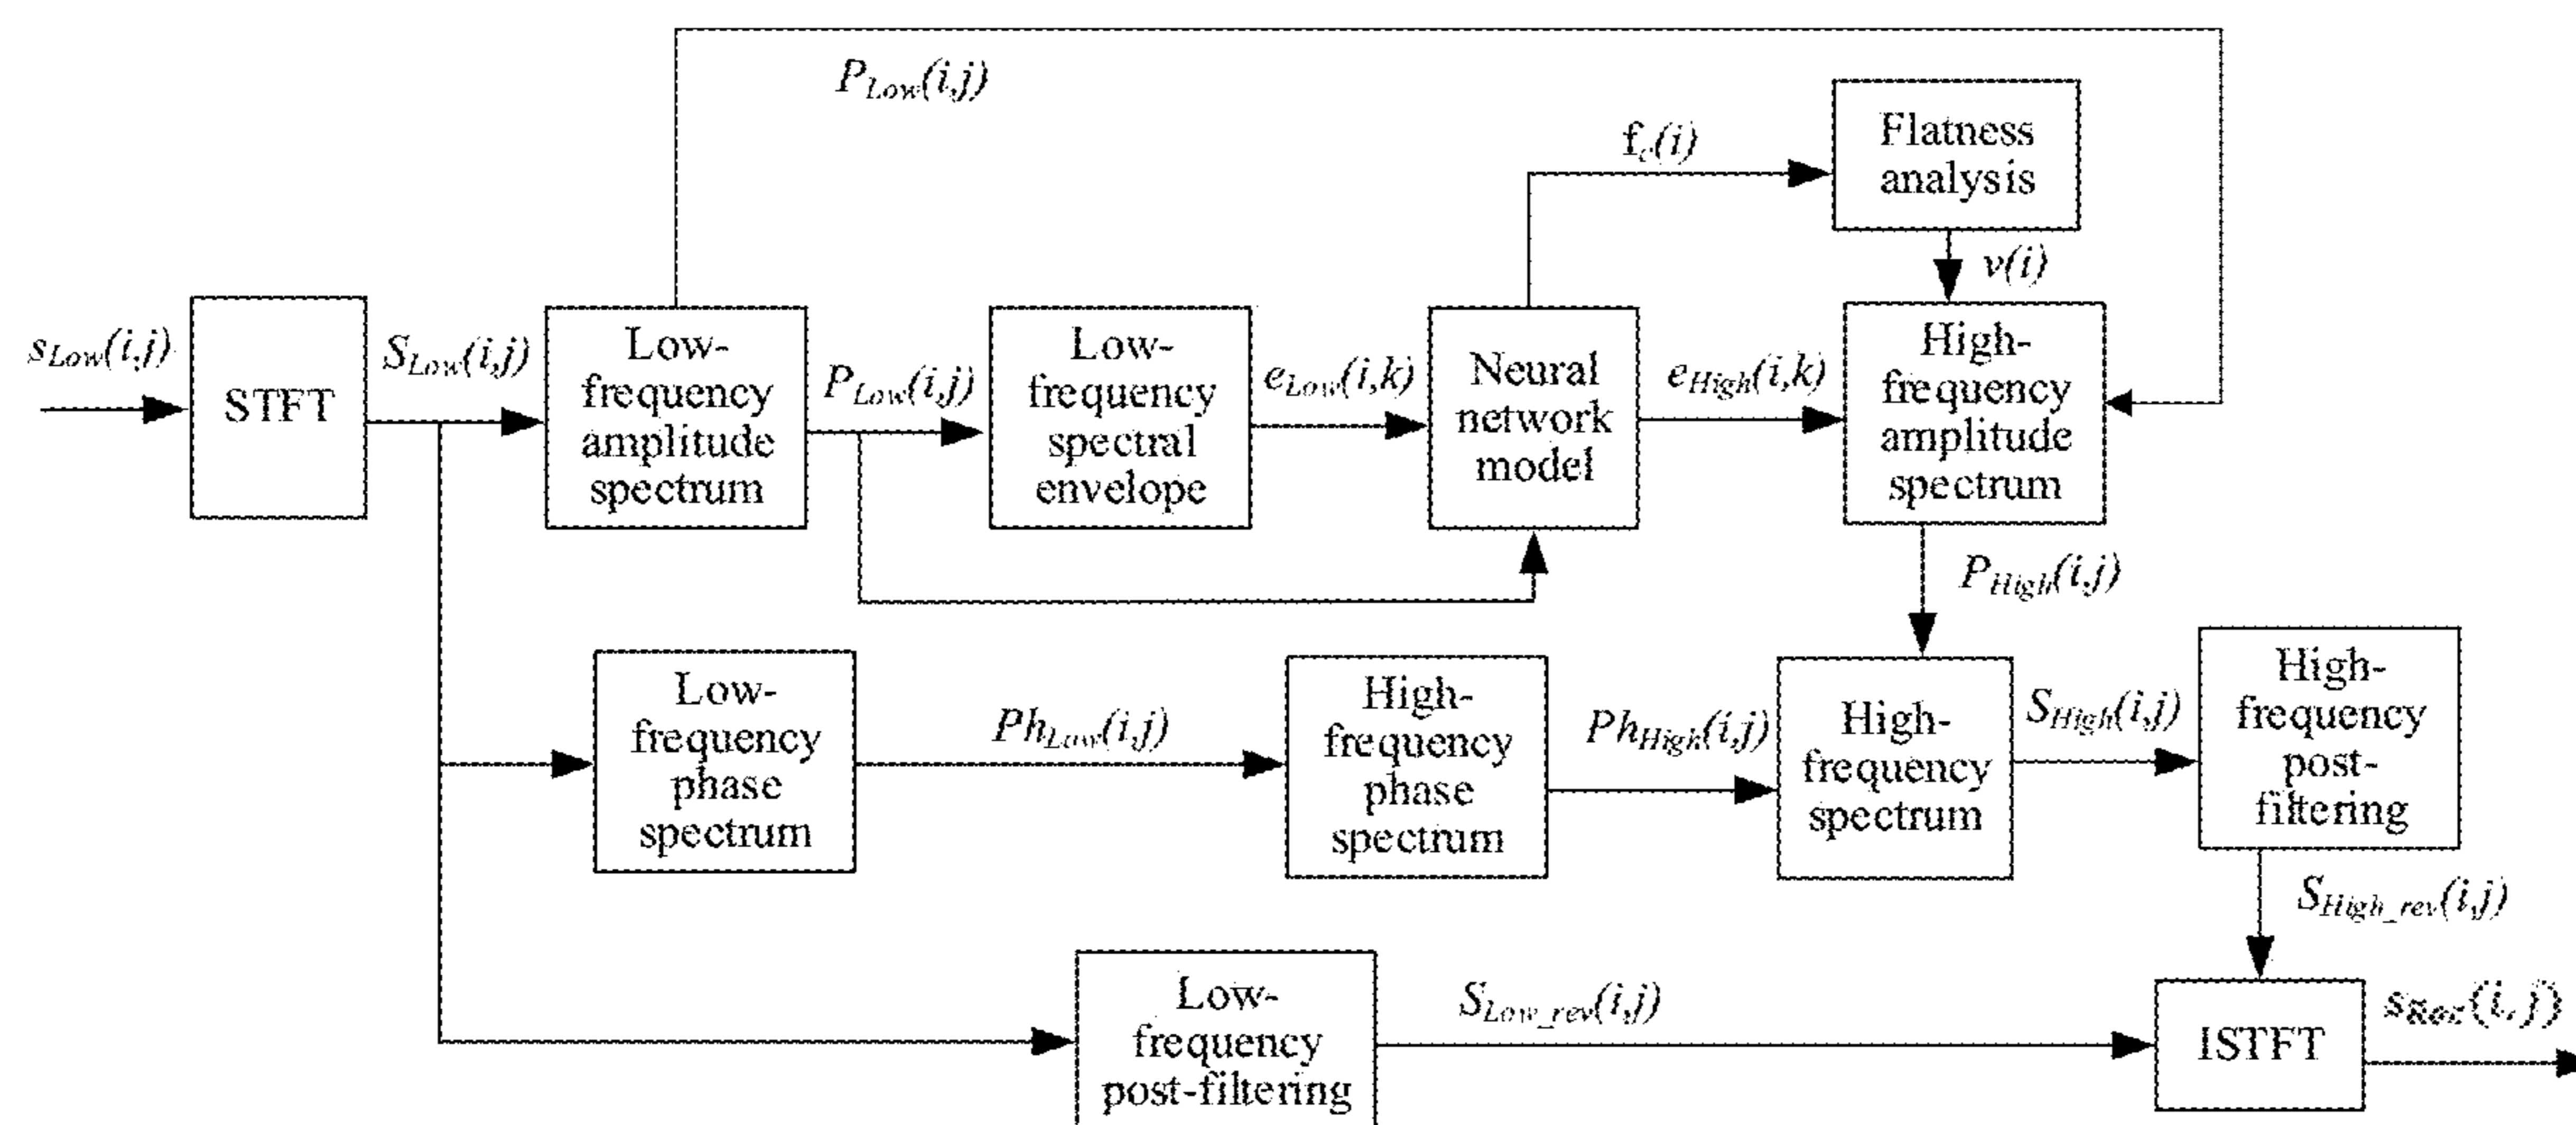 P_Low(i,j)
f_c(i)
Flatness
analysis
v(i)
s_Low(i,j)
STFT
S_Low(i,j)
Low-
frequency
amplitude
spectrum
P_Low(i,j)
Low-
frequency
spectral
envelope
e_Low(i,k)
Neural
network
model
e_High(i,k)
High-
frequency
amplitude
spectrum
P_High(i,j)
Low-
frequency
phase
spectrum
Ph_Low(i,j)
High-
frequency
phase
spectrum
Ph_High(i,j)
High-
frequency
spectrum
S_High(i,j)
High-
frequency
post-
filtering
S_High_rev(i,j)
Low-
frequency
post-filtering
S_Low_rev(i,j)
ISTFT
s_Rec(i, j)